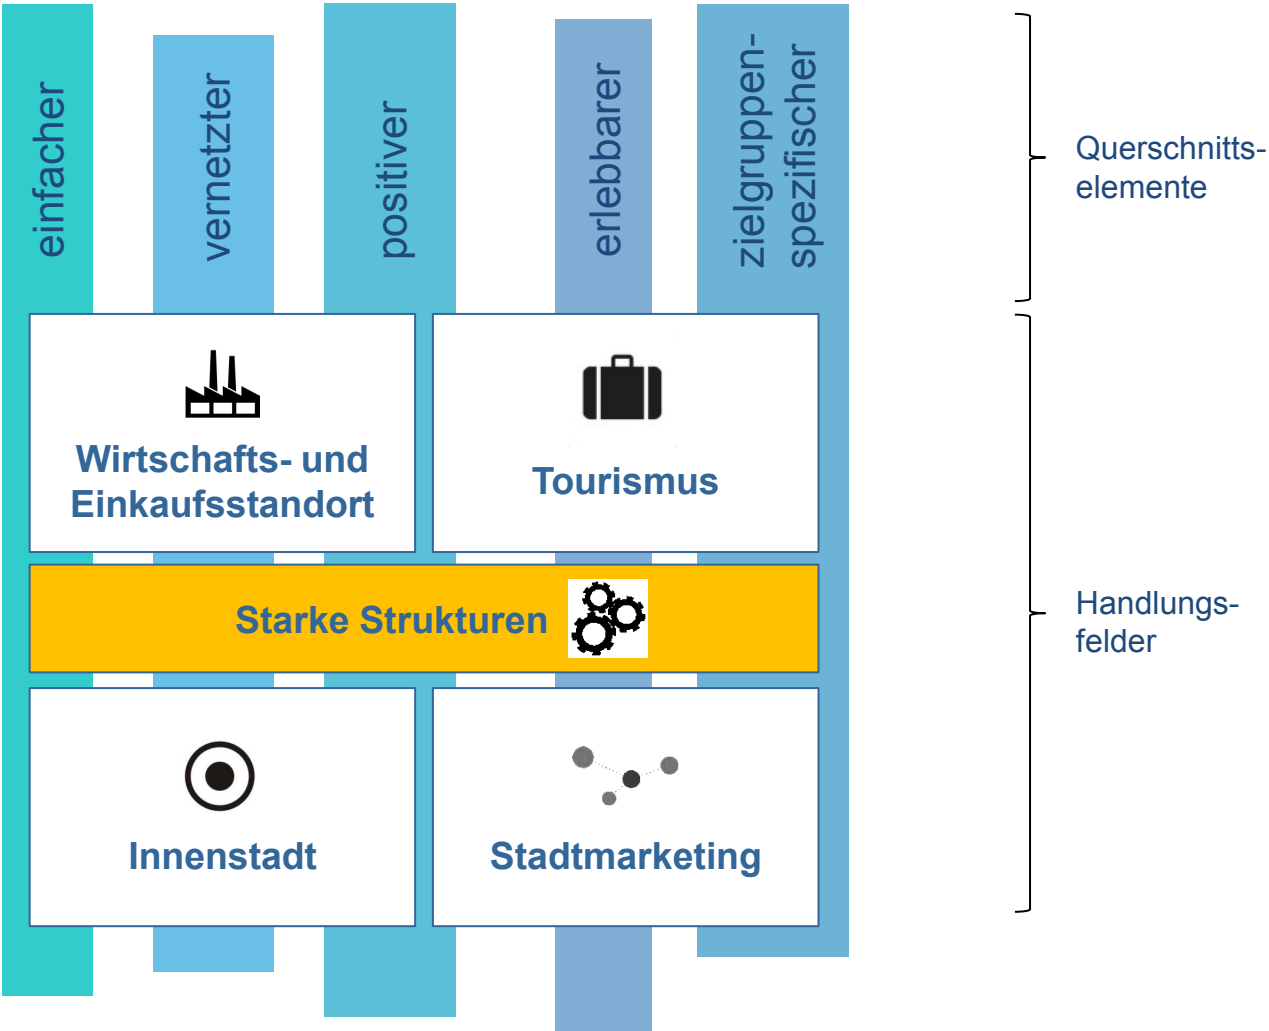 einfacher
vernetzter
positiver
erlebbarer
zielgruppen-
spezifischer
Querschnitts-
elemente
Wirtschafts- und
Einkaufsstandort
Tourismus
Starke Strukturen
Handlungs-
felder
Innenstadt
Stadtmarketing